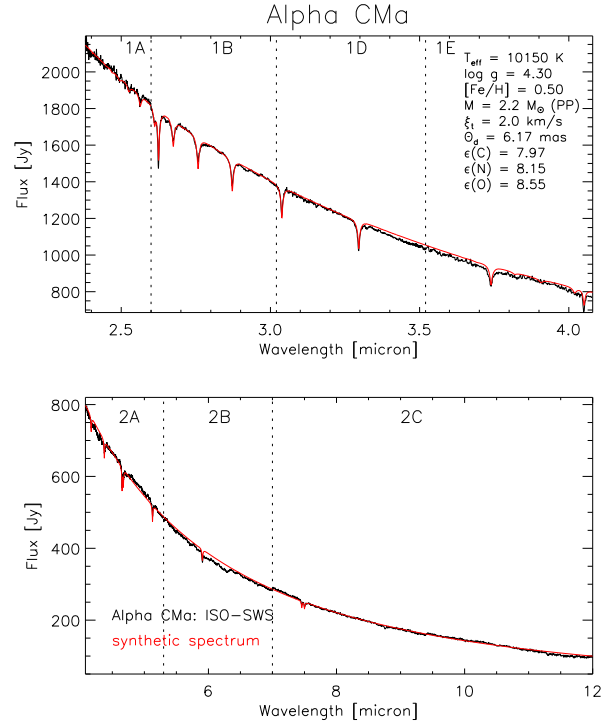 Alpha CMa
1A 1B 1D 1E
T_eff = 10150 K
log g = 4.30
[Fe/H] = 0.50
M = 2.2 M_⊙ (PP)
ξ_t = 2.0 km/s
Θ_d = 6.17 mas
ε(C) = 7.97
ε(N) = 8.15
ε(O) = 8.55
Flux [Jy]
2000
1800
1600
1400
1200
1000
800
2.5 3.0 3.5 4.0
Wavelength [micron]
2A 2B 2C
Flux [Jy]
800
600
400
200
Alpha CMa: ISO-SWS
synthetic spectrum
6 8 10 12
Wavelength [micron]